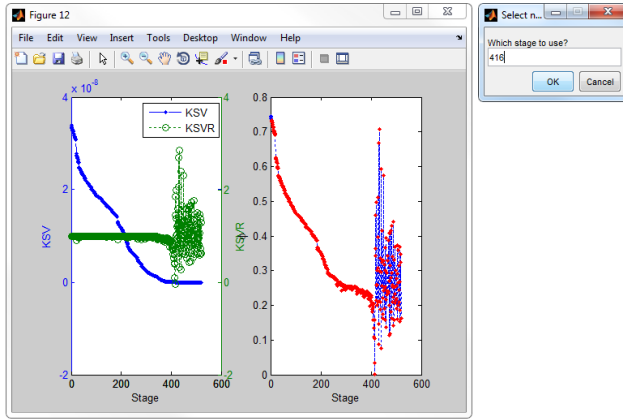 Figure 12
File Edit View Insert Tools Desktop Window Help
x 10⁻⁸
4
2
0
-2
KSV
4
2
0
-2
KSVR
KSV
KSVR
0 200 400 600
Stage
0.8
0.7
0.6
0.5
0.4
0.3
0.2
0.1
0
0 200 400 600
Stage
Select n...
Which stage to use?
416
OK Cancel